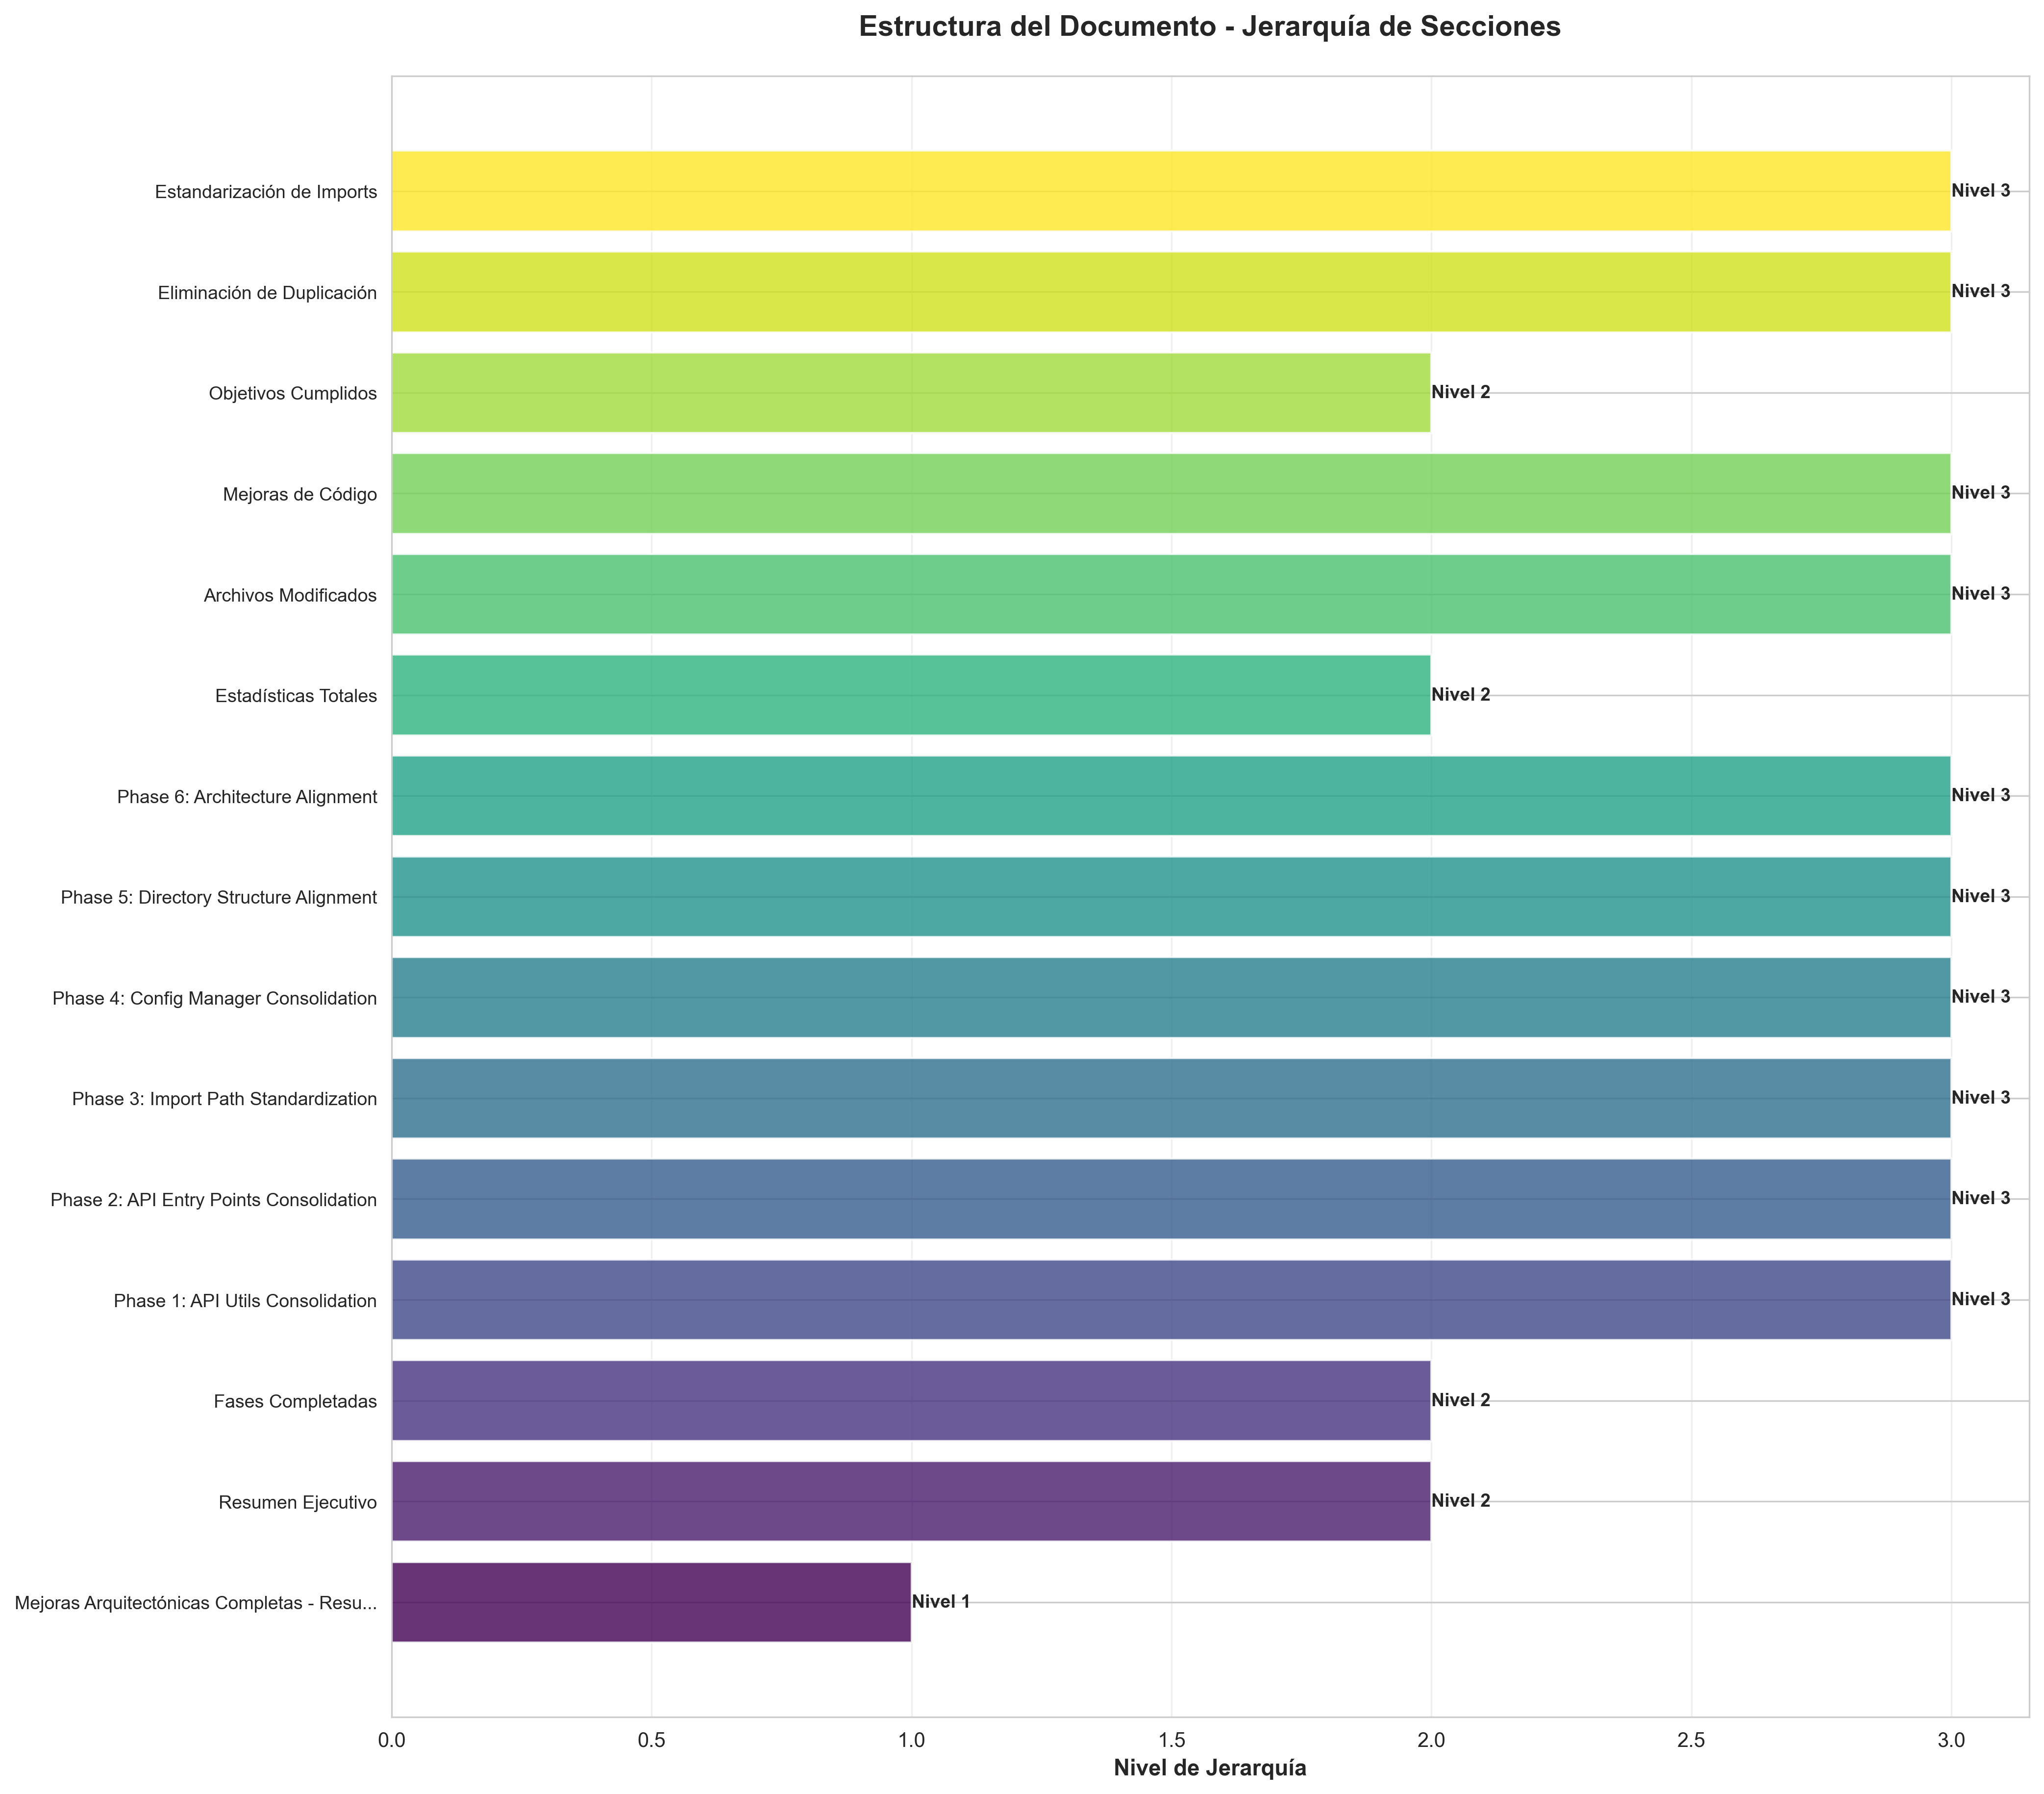 Estructura del Documento - Jerarquía de Secciones
Estandarización de Imports
Nivel 3
Eliminación de Duplicación
Nivel 3
Objetivos Cumplidos
Nivel 2
Mejoras de Código
Nivel 3
Archivos Modificados
Nivel 3
Estadísticas Totales
Nivel 2
Phase 6: Architecture Alignment
Nivel 3
Phase 5: Directory Structure Alignment
Nivel 3
Phase 4: Config Manager Consolidation
Nivel 3
Phase 3: Import Path Standardization
Nivel 3
Phase 2: API Entry Points Consolidation
Nivel 3
Phase 1: API Utils Consolidation
Nivel 3
Fases Completadas
Nivel 2
Resumen Ejecutivo
Nivel 2
Mejoras Arquitectónicas Completas - Resu...
Nivel 1
0.0 0.5 1.0 1.5 2.0 2.5 3.0
Nivel de Jerarquía